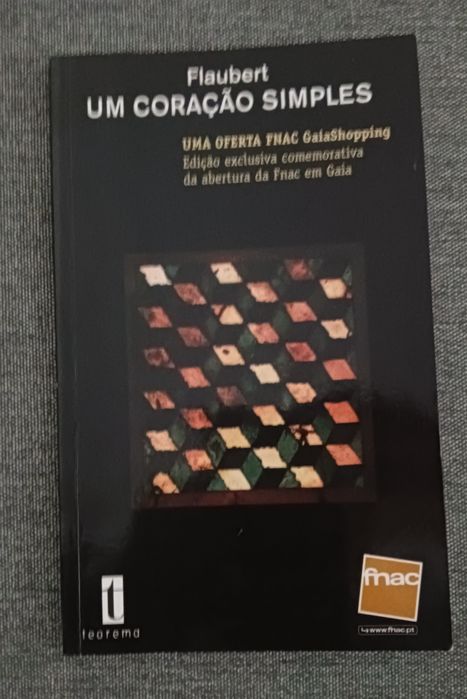 Flaubert
UM CORAÇÃO SIMPLES
UMA OFERTA FNAC GaiaShopping
Edição exclusiva comemorativa
da abertura da Fnac em Gaia
t
teorema
fnac
www.fnac.pt